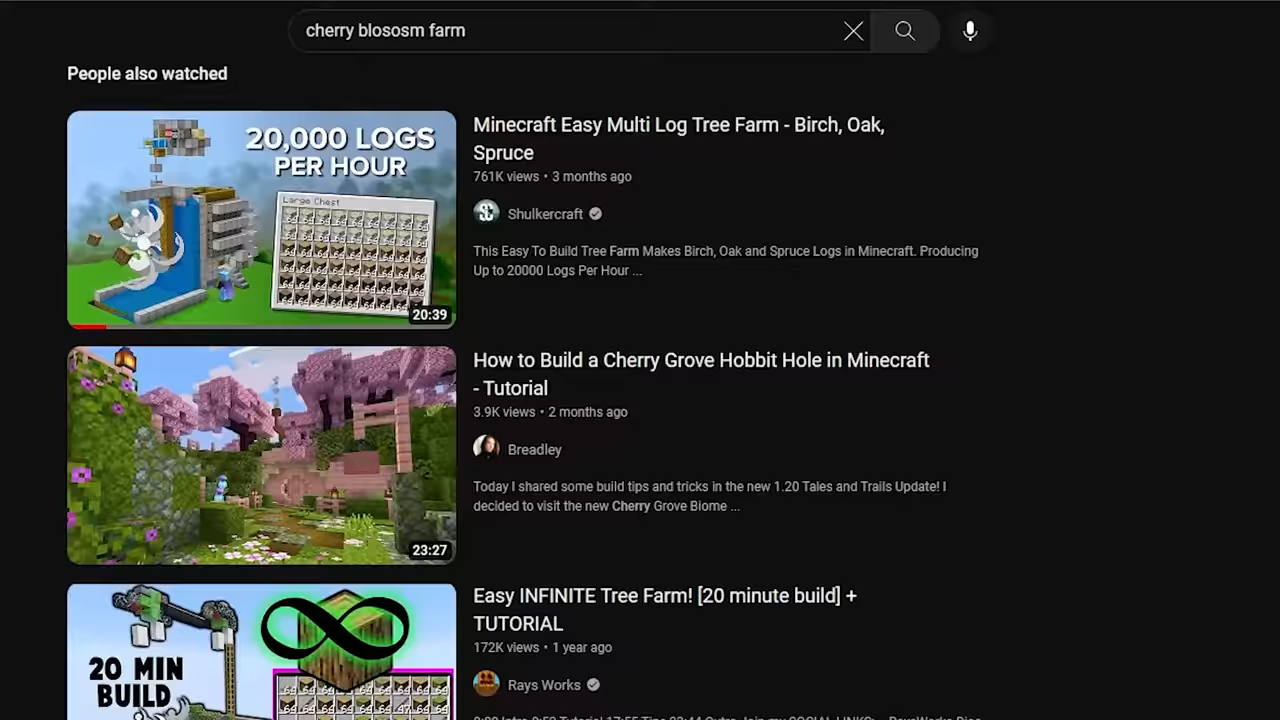 cherry blososm farm
People also watched
20,000 LOGS
PER HOUR
Large Chest
20:39
Minecraft Easy Multi Log Tree Farm - Birch, Oak,
Spruce
761K views • 3 months ago
Shulkercraft
This Easy To Build Tree Farm Makes Birch, Oak and Spruce Logs in Minecraft. Producing
Up to 20000 Logs Per Hour ...
23:27
How to Build a Cherry Grove Hobbit Hole in Minecraft
- Tutorial
3.9K views • 2 months ago
Breadley
Today I shared some build tips and tricks in the new 1.20 Tales and Trails Update! I
decided to visit the new Cherry Grove Biome ...
20 MIN
BUILD
Easy INFINITE Tree Farm! [20 minute build] +
TUTORIAL
172K views • 1 year ago
Rays Works